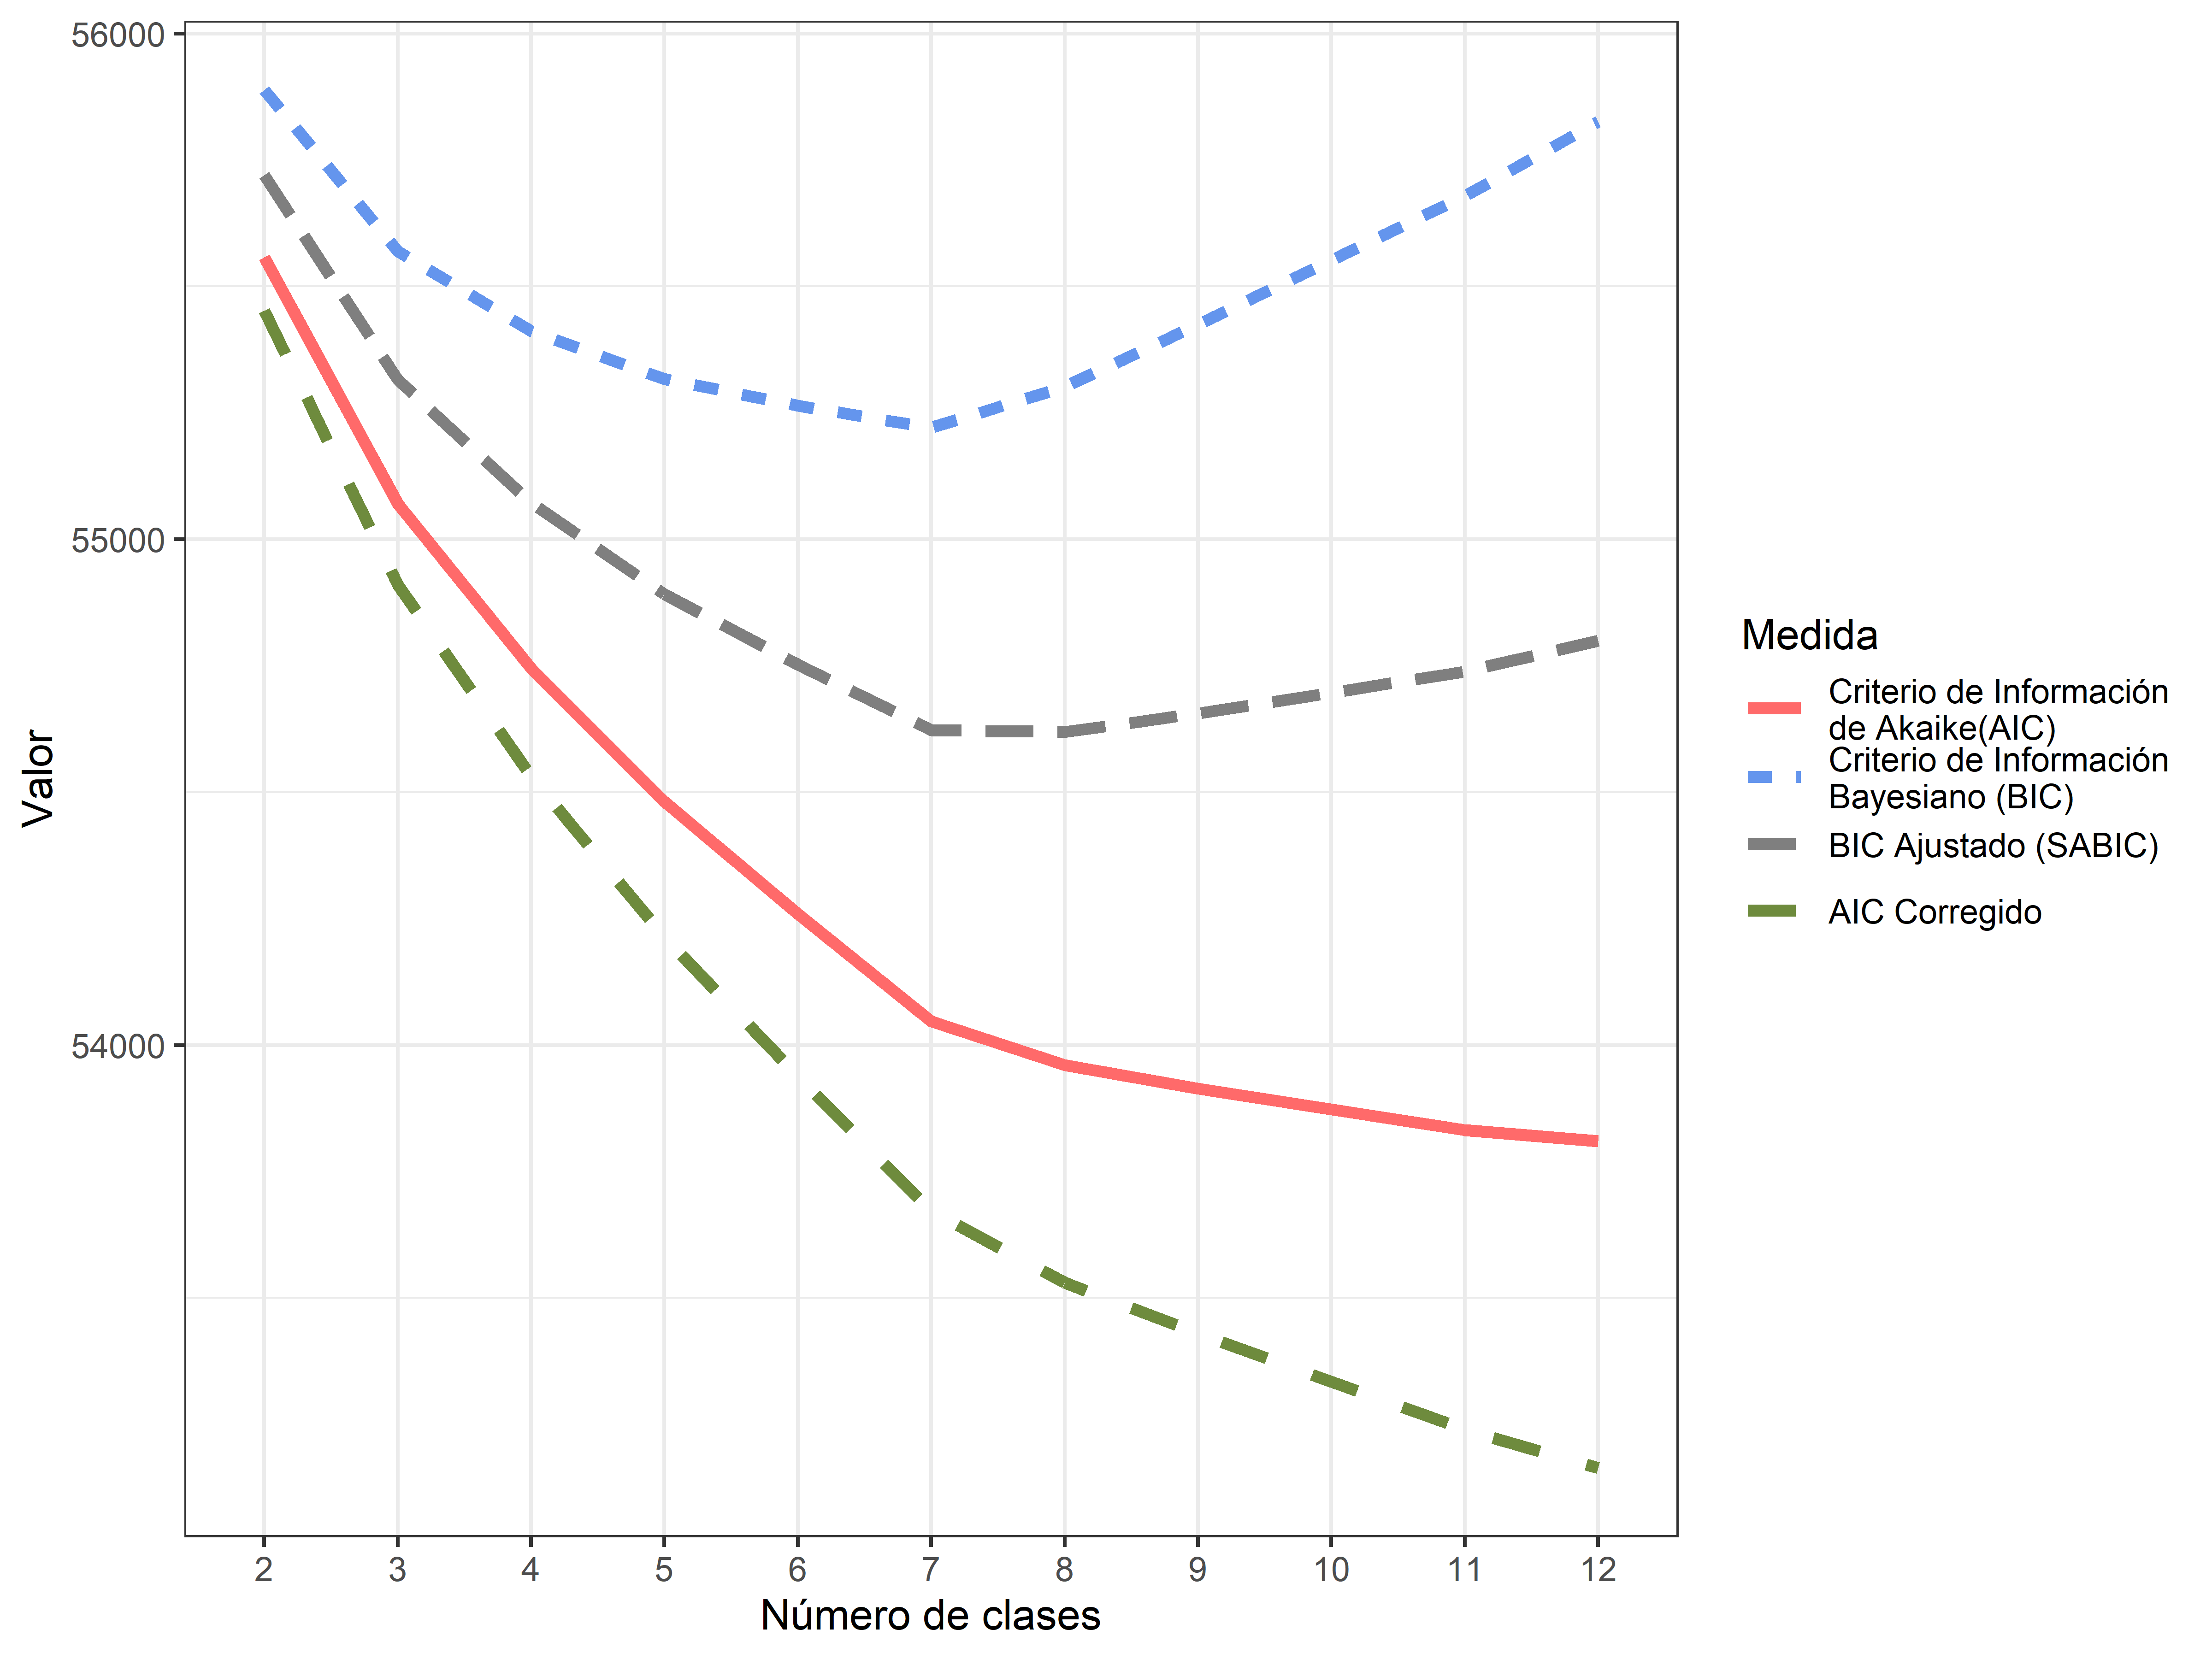 56000
55000
54000
Valor
2 3 4 5 6 7 8 9 10 11 12
Número de clases
Medida
Criterio de Información
de Akaike(AIC)
Criterio de Información
Bayesiano (BIC)
BIC Ajustado (SABIC)
AIC Corregido